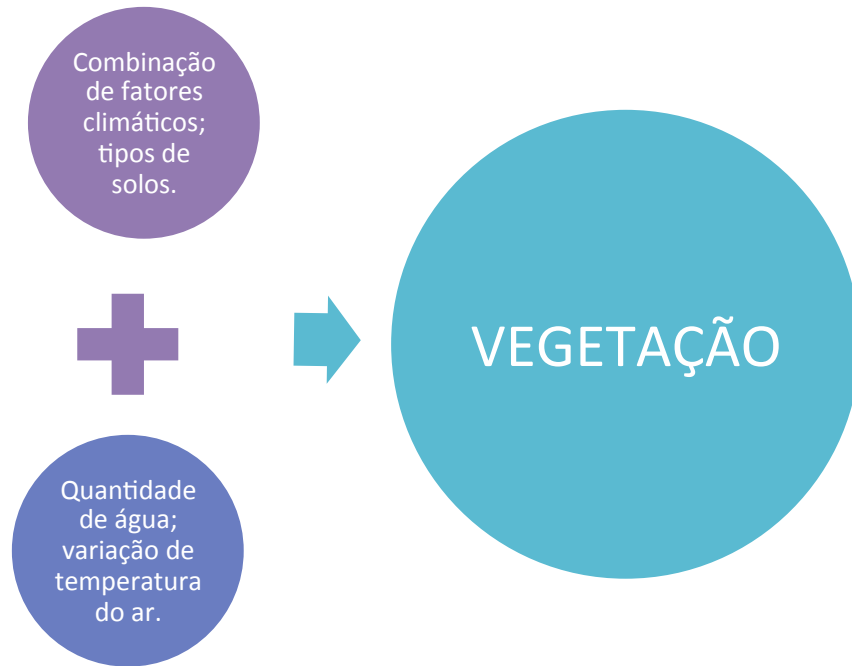 Combinação
de fatores
climáticos;
tipos de
solos.
Quantidade
de água;
variação de
temperatura
do ar.
VEGETAÇÃO